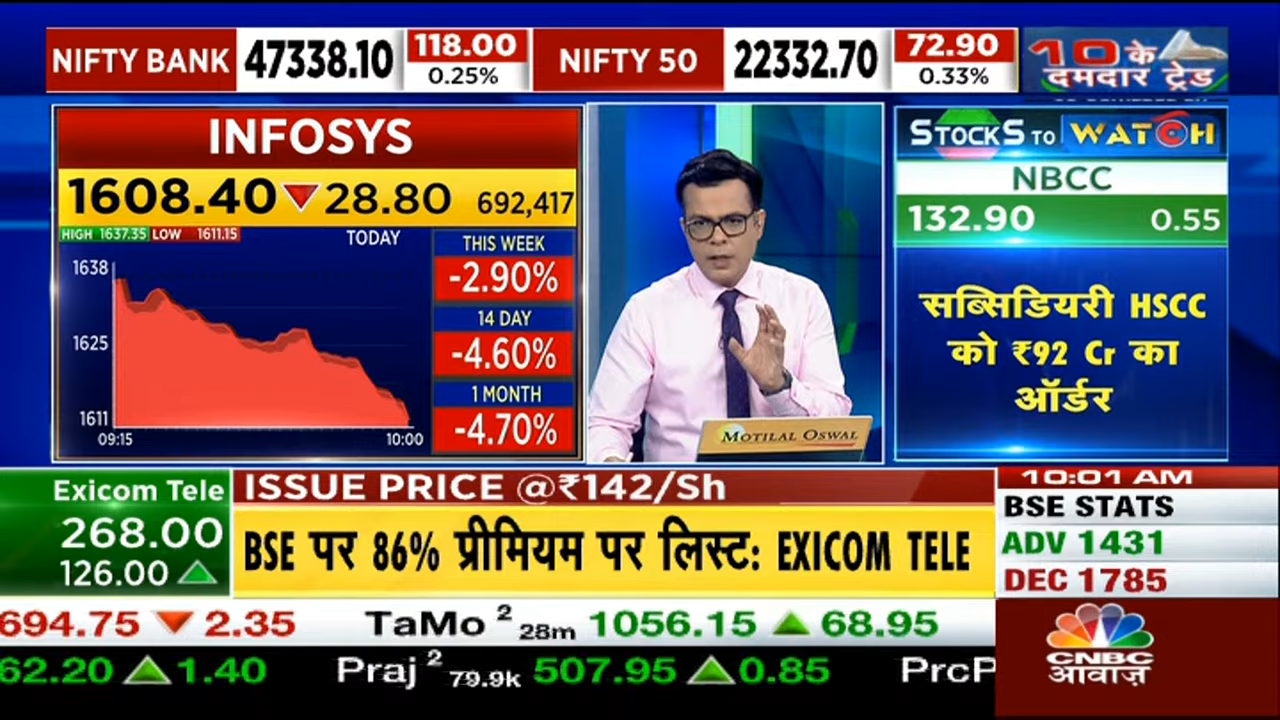 NIFTY BANK 47338.10 118.00 0.25% NIFTY 50 22332.70 72.90 0.33%
10 के
दमदार ट्रेड
INFOSYS
1608.40 28.80 692,417
HIGH 1637.35 LOW 1611.15 TODAY
1638
1625
1611
09:15 10:00
THIS WEEK
-2.90%
14 DAY
-4.60%
1 MONTH
-4.70%
MOTILAL OSWAL
STOCKS TO WATCH
NBCC
132.90 0.55
सब्सिडियरी HSCC
को ₹92 Cr का
ऑर्डर
Exicom Tele
268.00
126.00
ISSUE PRICE @₹142/Sh
BSE पर 86% प्रीमियम पर लिस्ट: EXICOM TELE
10:01 AM
BSE STATS
ADV 1431
DEC 1785
694.75 2.35 TaMo 2 28m 1056.15 68.95
62.20 1.40 Praj 2 79.9k 507.95 0.85 PrcP
CNBC
आवाज़